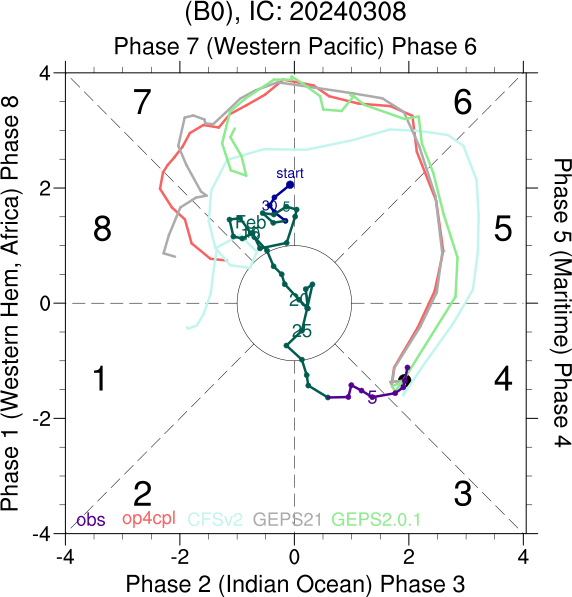 (B0), IC: 20240308
Phase 7 (Western Pacific) Phase 6
4
7
6
Phase 1 (Western Hem, Africa) Phase 8
start
2
30
5
Feb
10
8
5
Phase 5 (Maritime) Phase 4
0
20
25
1
4
5
-2
2
3
obs op4cpl CFSv2 GEPS21 GEPS2.0.1
-4
-4 -2 0 2 4
Phase 2 (Indian Ocean) Phase 3